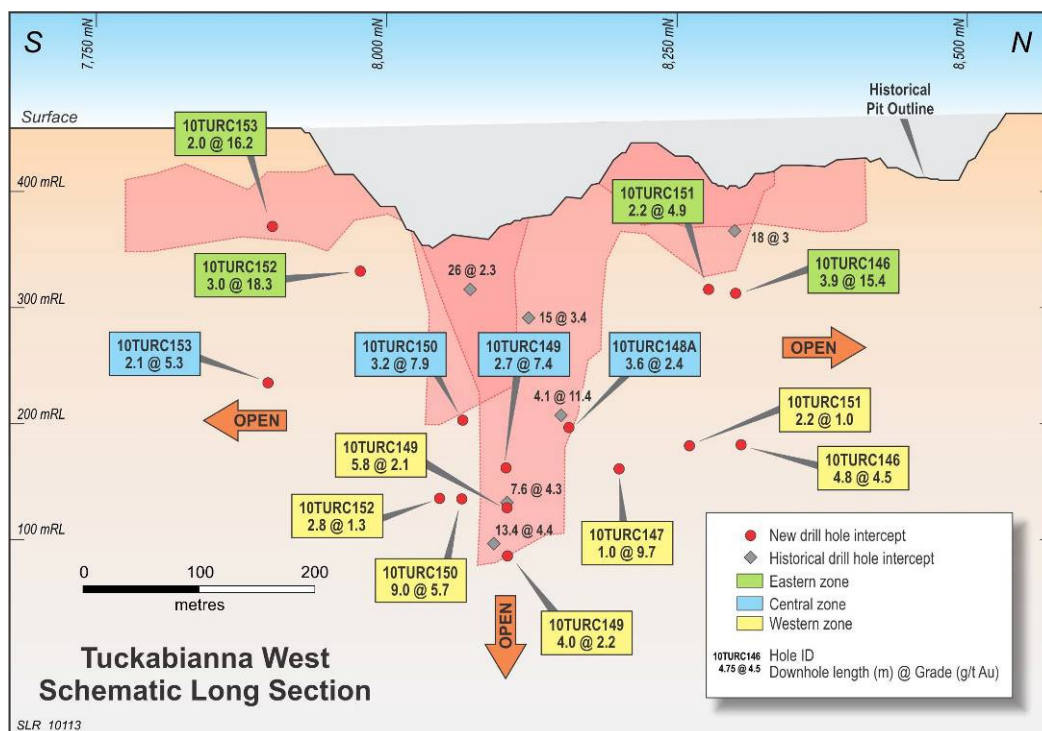 S
7,750 mN
8,000 mN
8,250 mN
8,500 mN
N
Surface
Historical
Pit Outline
10TURC153
2.0 @ 16.2
400 mRL
10TURC151
2.2 @ 4.9
18 @ 3
10TURC152
3.0 @ 18.3
26 @ 2.3
10TURC146
3.9 @ 15.4
300 mRL
15 @ 3.4
10TURC153
2.1 @ 5.3
10TURC150
3.2 @ 7.9
10TURC149
2.7 @ 7.4
10TURC148A
3.6 @ 2.4
OPEN
4.1 @ 11.4
10TURC151
2.2 @ 1.0
OPEN
200 mRL
10TURC149
5.8 @ 2.1
10TURC146
4.8 @ 4.5
7.6 @ 4.3
10TURC152
2.8 @ 1.3
13.4 @ 4.4
10TURC147
1.0 @ 9.7
100 mRL
10TURC150
9.0 @ 5.7
10TURC149
4.0 @ 2.2
OPEN
0 100 200
metres
New drill hole intercept
Historical drill hole intercept
Eastern zone
Central zone
Western zone
10TURC146 Hole ID
4.75 @ 4.5 Downhole length (m) @ Grade (g/t Au)
Tuckabianna West
Schematic Long Section
SLR 10113